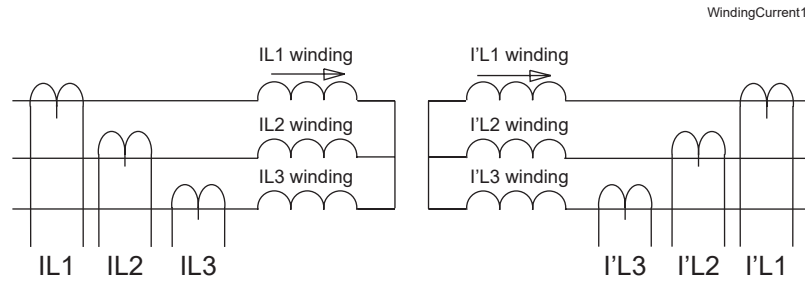 WindingCurrent1
IL1 winding I'L1 winding
IL2 winding I'L2 winding
IL3 winding I'L3 winding
IL1 IL2 IL3 I'L3 I'L2 I'L1